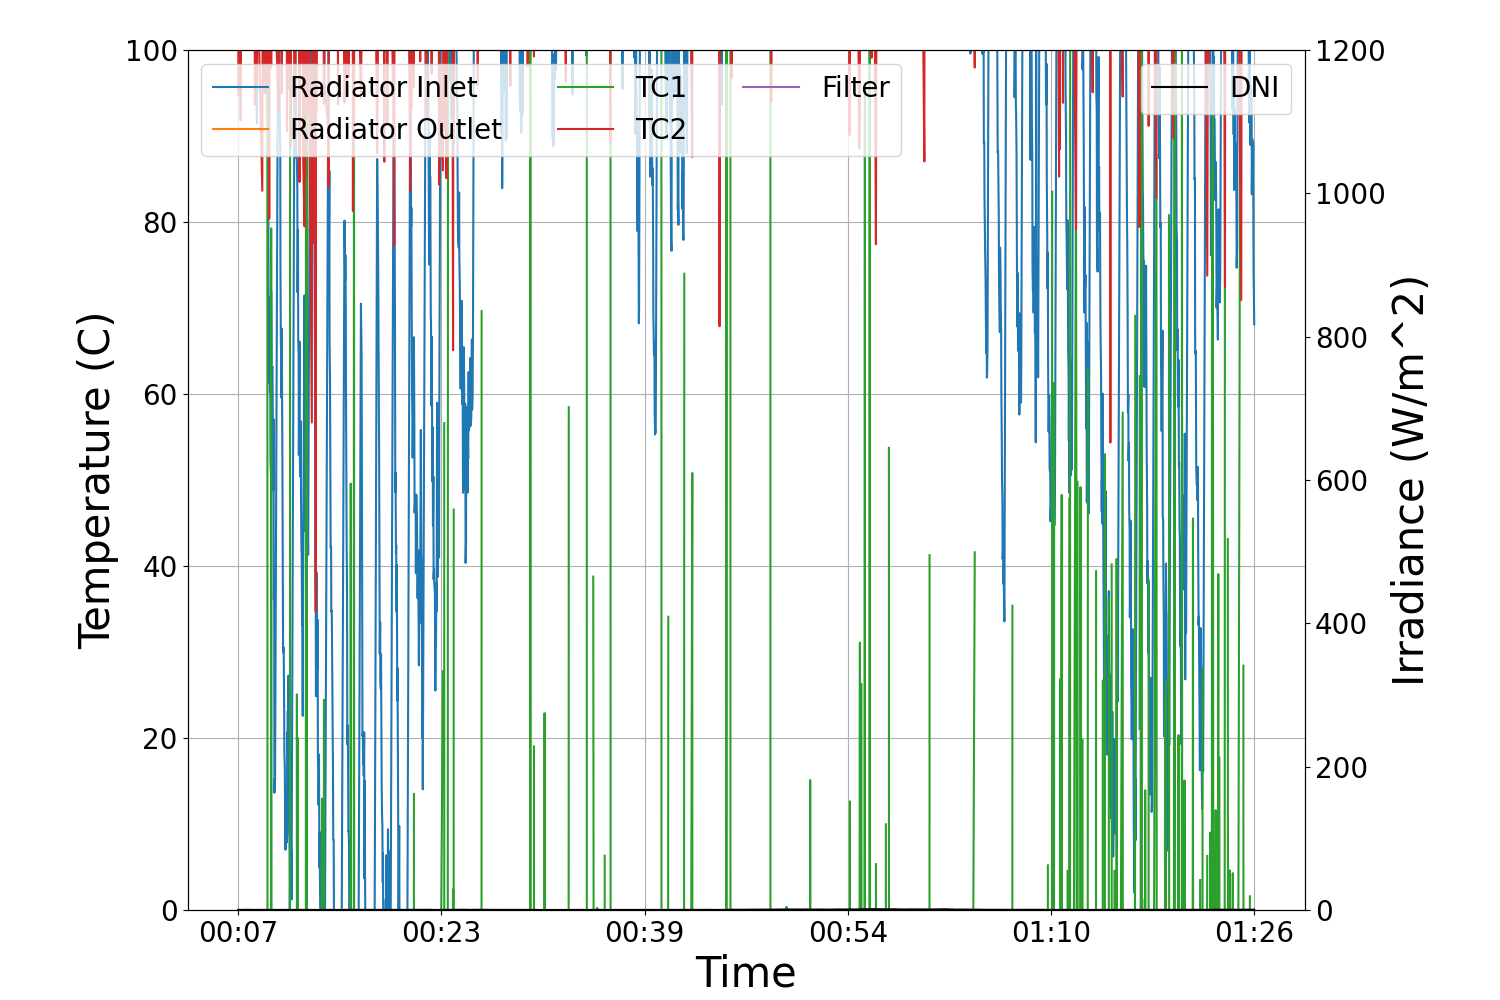 100
80
60
40
20
0
Temperature (C)
Radiator Inlet
Radiator Outlet
TC1
TC2
Filter
DNI
1200
1000
800
600
400
200
0
Irradiance (W/m^2)
00:07
00:23
00:39
00:54
01:10
01:26
Time